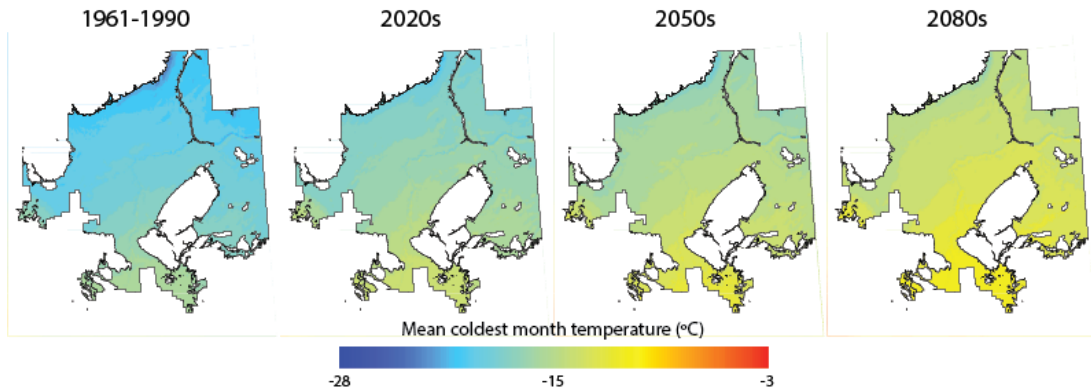 1961-1990
2020s
2050s
2080s
Mean coldest month temperature (ºC)
-28
-15
-3